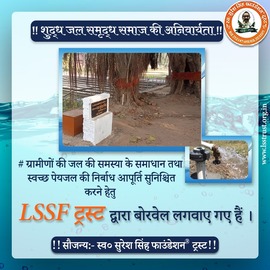 !! शुद्ध जल समृद्ध समाज की अनिवार्यता !!
www.lsstrust.org.in
# ग्रामीणों की जल की समस्या के समाधान तथा
स्वच्छ पेयजल की निर्बाध आपूर्ति सुनिश्चित
करने हेतु
LSSF ट्रस्ट द्वारा बोरवेल लगवाए गए हैं ।
!! सौजन्य:- स्व० सुरेश सिंह फाउंडेशन® ट्रस्ट !!